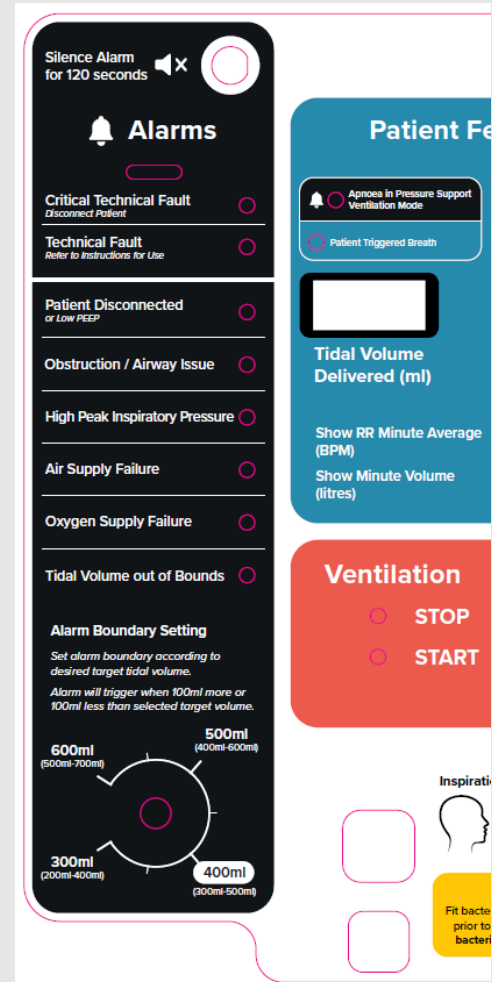 Silence Alarm
for 120 seconds
Alarms
Critical Technical Fault
Disconnect Patient
Technical Fault
Refer to Instructions for Use
Patient Disconnected
or Low PEEP
Obstruction / Airway Issue
High Peak Inspiratory Pressure
Air Supply Failure
Oxygen Supply Failure
Tidal Volume out of Bounds
Alarm Boundary Setting
Set alarm boundary according to
desired target tidal volume.
Alarm will trigger when 100ml more or
100ml less than selected target volume.
500ml
(400ml-600ml)
600ml
(500ml-700ml)
300ml
(200ml-400ml)
400ml
(300ml-500ml)
Patient Fe
Apnoea in Pressure Support
Ventilation Mode
Patient Triggered Breath
Tidal Volume
Delivered (ml)
Show RR Minute Average
(BPM)
Show Minute Volume
(litres)
Ventilation
STOP
START
Inspirati
Fit bacte
prior to
bacteri